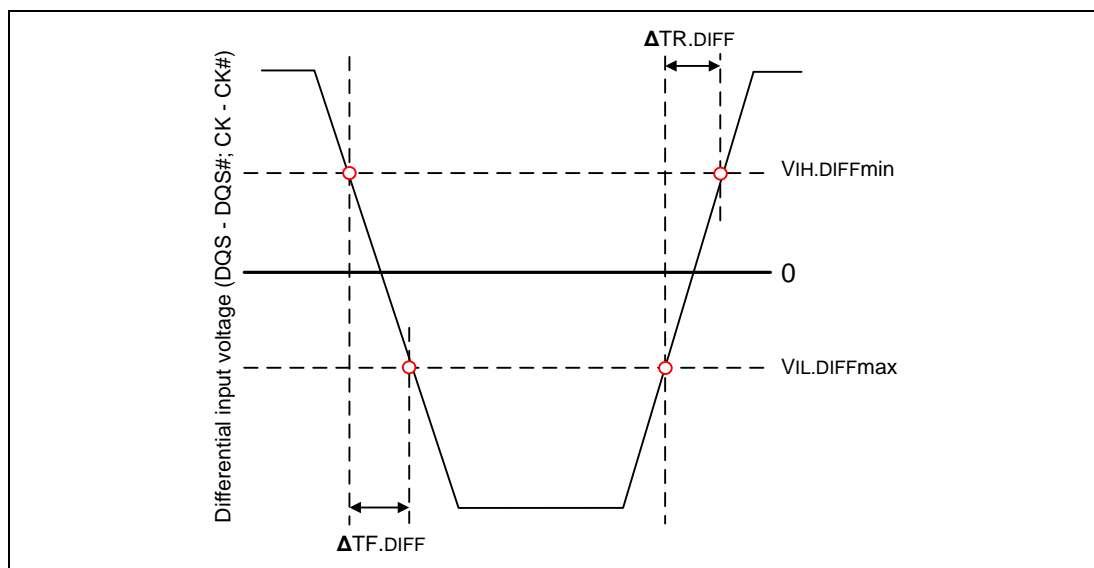 ΔTR.DIFF
Differential input voltage (DQS - DQS#; CK - CK#)
VIH.DIFFmin
0
VIL.DIFFmax
ΔTF.DIFF